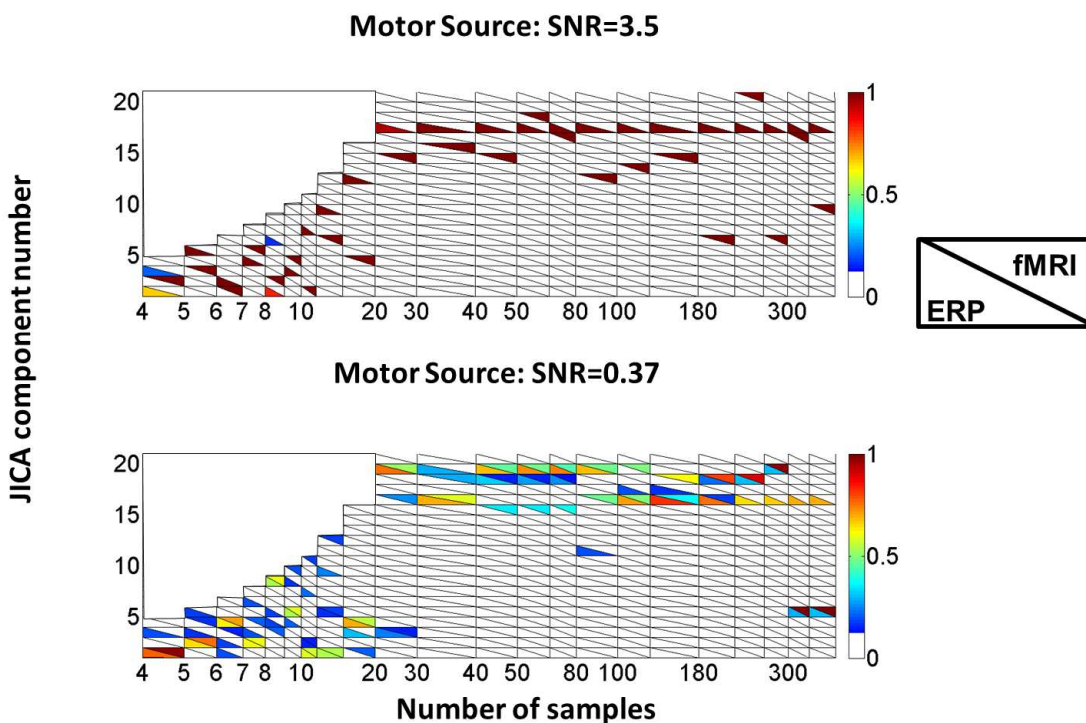 Motor Source: SNR=3.5
20
15
10
5
4 5 6 7 8 10 20 30 40 50 80 100 180 300
1
0.5
0
fMRI
ERP
JICA component number
Motor Source: SNR=0.37
20
15
10
5
4 5 6 7 8 10 20 30 40 50 80 100 180 300
1
0.5
0
Number of samples